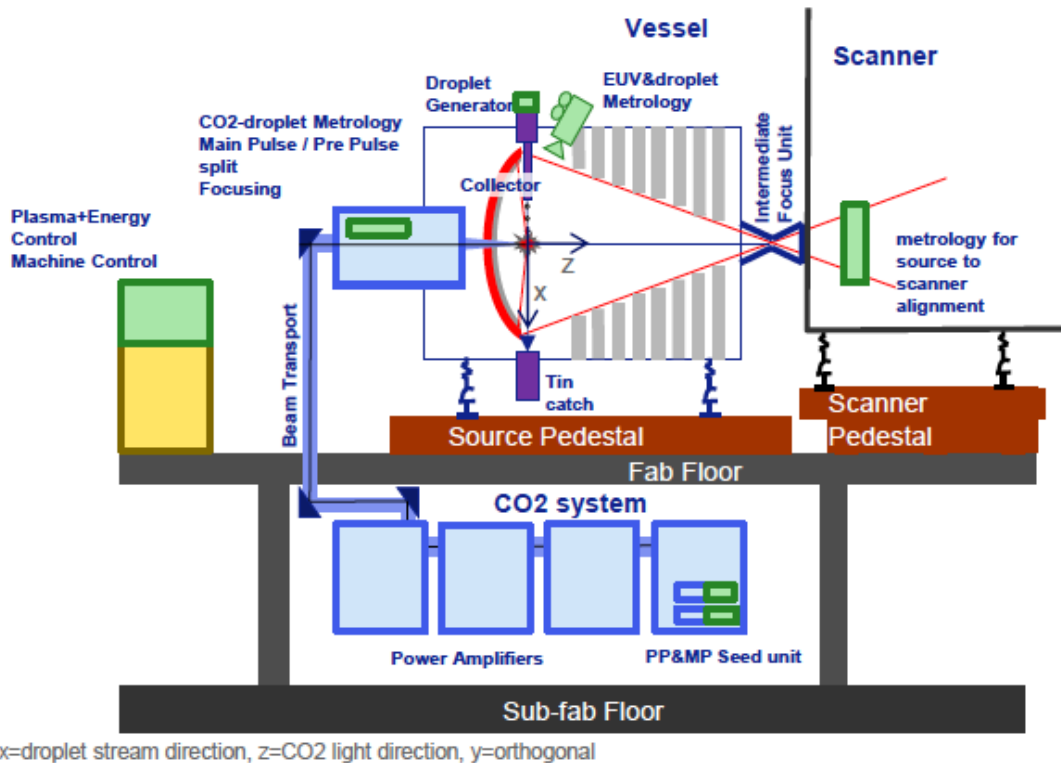 Vessel
Scanner
Droplet
Generator
EUV&droplet
Metrology
CO2-droplet Metrology
Main Pulse / Pre Pulse
split
Focusing
Collector
Intermediate
Focus Unit
Plasma+Energy
Control
Machine Control
Z
X
metrology for
source to
scanner
alignment
Beam Transport
Tin
catch
Source Pedestal
Scanner
Pedestal
Fab Floor
CO2 system
Power Amplifiers
PP&MP Seed unit
Sub-fab Floor
x=droplet stream direction, z=CO2 light direction, y=orthogonal